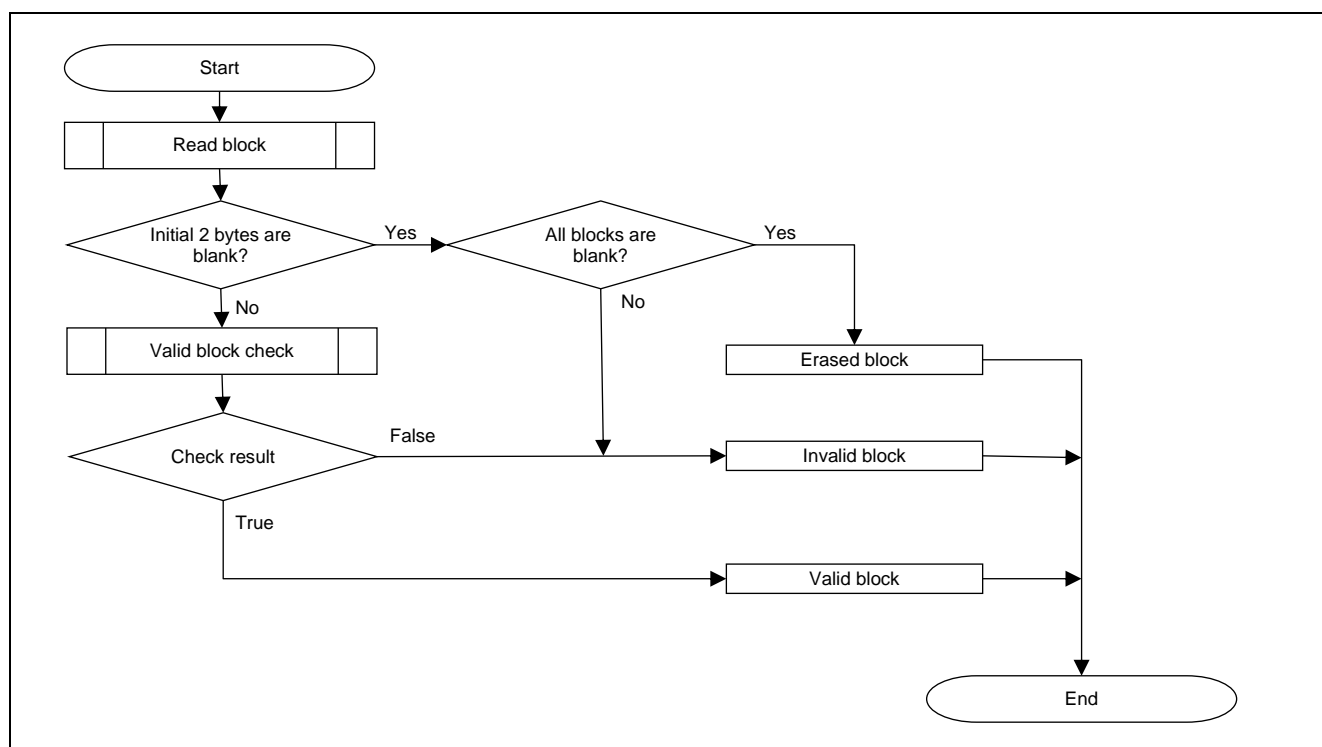 Start
Read block
Initial 2 bytes are
blank?
Yes
All blocks are
blank?
Yes
No
No
Valid block check
Erased block
Check result
False
Invalid block
True
Valid block
End